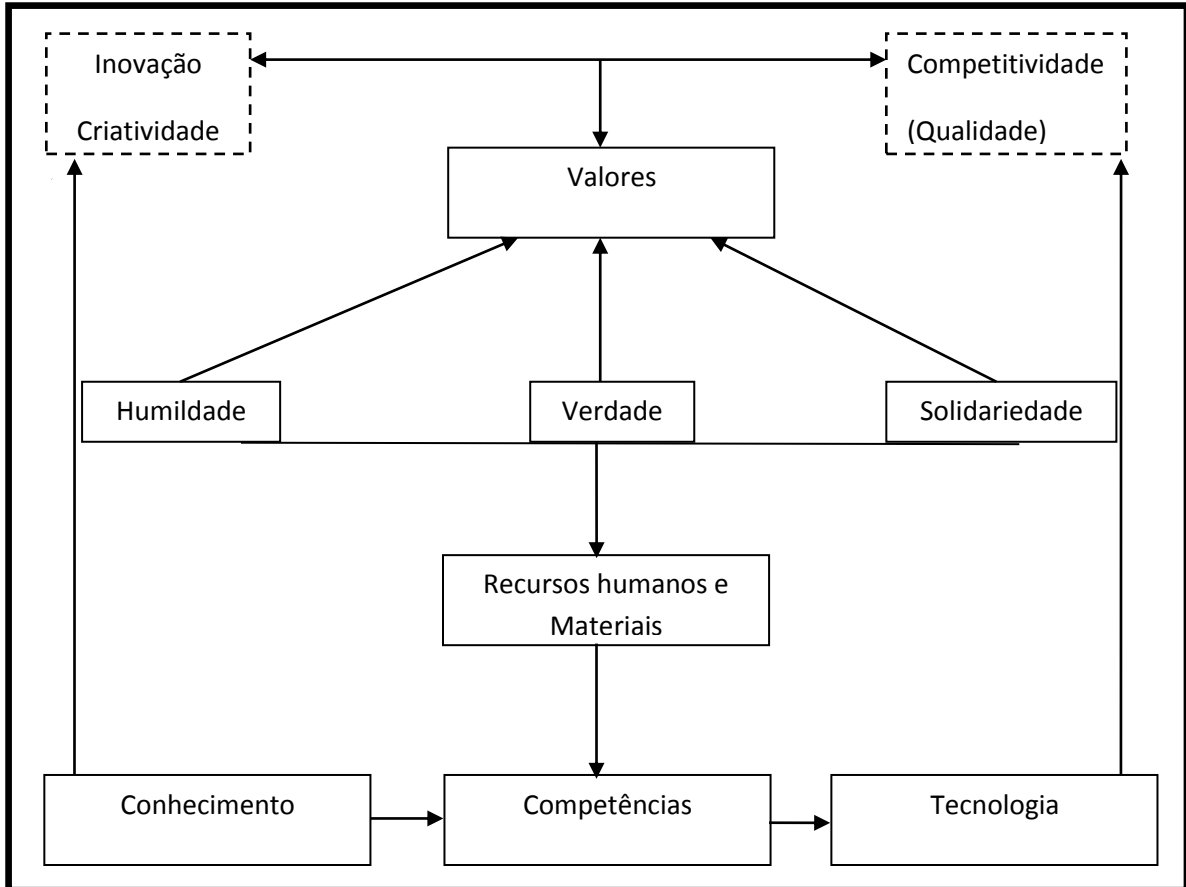 Inovação
Criatividade
Competitividade
(Qualidade)
Valores
Humildade
Verdade
Solidariedade
Recursos humanos e
Materiais
Conhecimento
Competências
Tecnologia